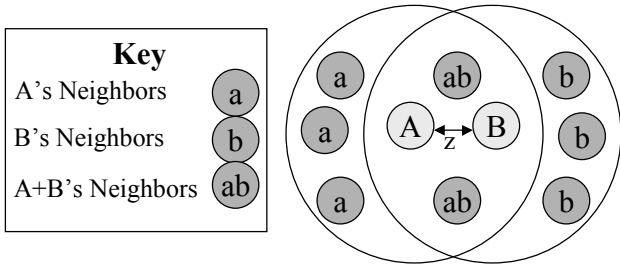 Key
A's Neighbors a
B's Neighbors b
A+B's Neighbors ab
a ab b
a A B b
z
a ab b